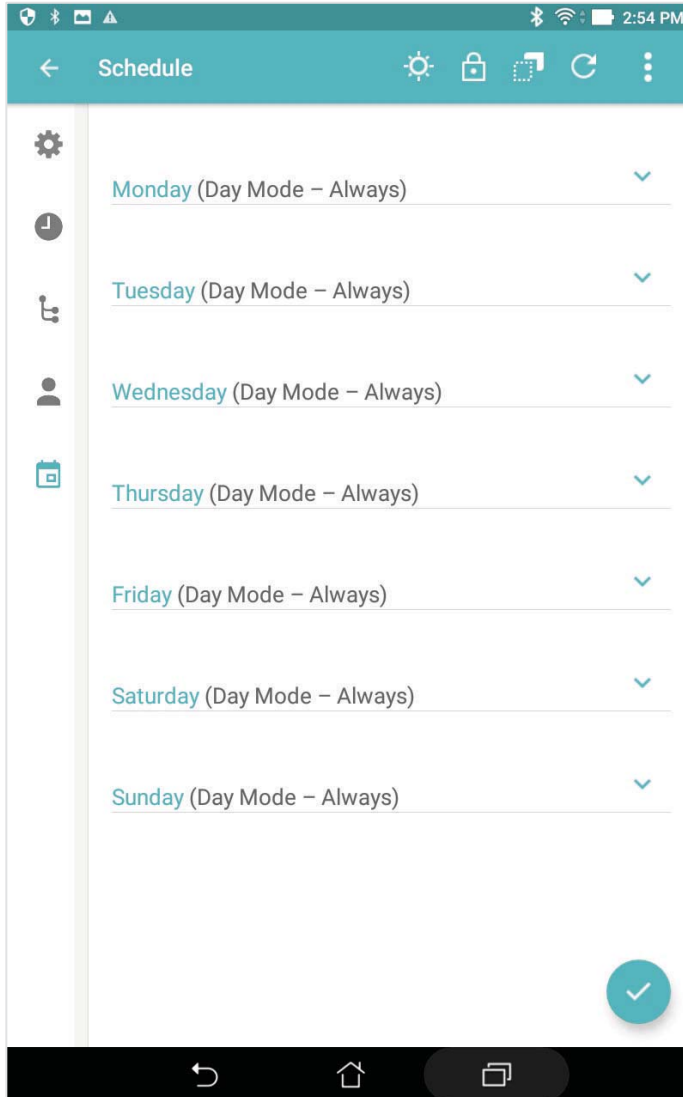 2:54 PM
Schedule
Monday (Day Mode – Always)
Tuesday (Day Mode – Always)
Wednesday (Day Mode – Always)
Thursday (Day Mode – Always)
Friday (Day Mode – Always)
Saturday (Day Mode – Always)
Sunday (Day Mode – Always)